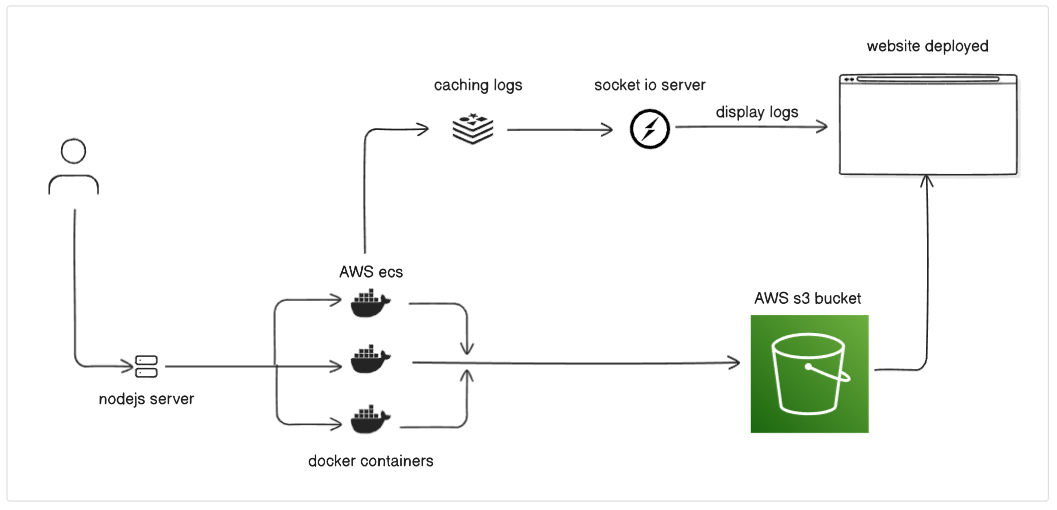 website deployed
caching logs
socket io server
display logs
AWS ecs
AWS s3 bucket
nodejs server
docker containers